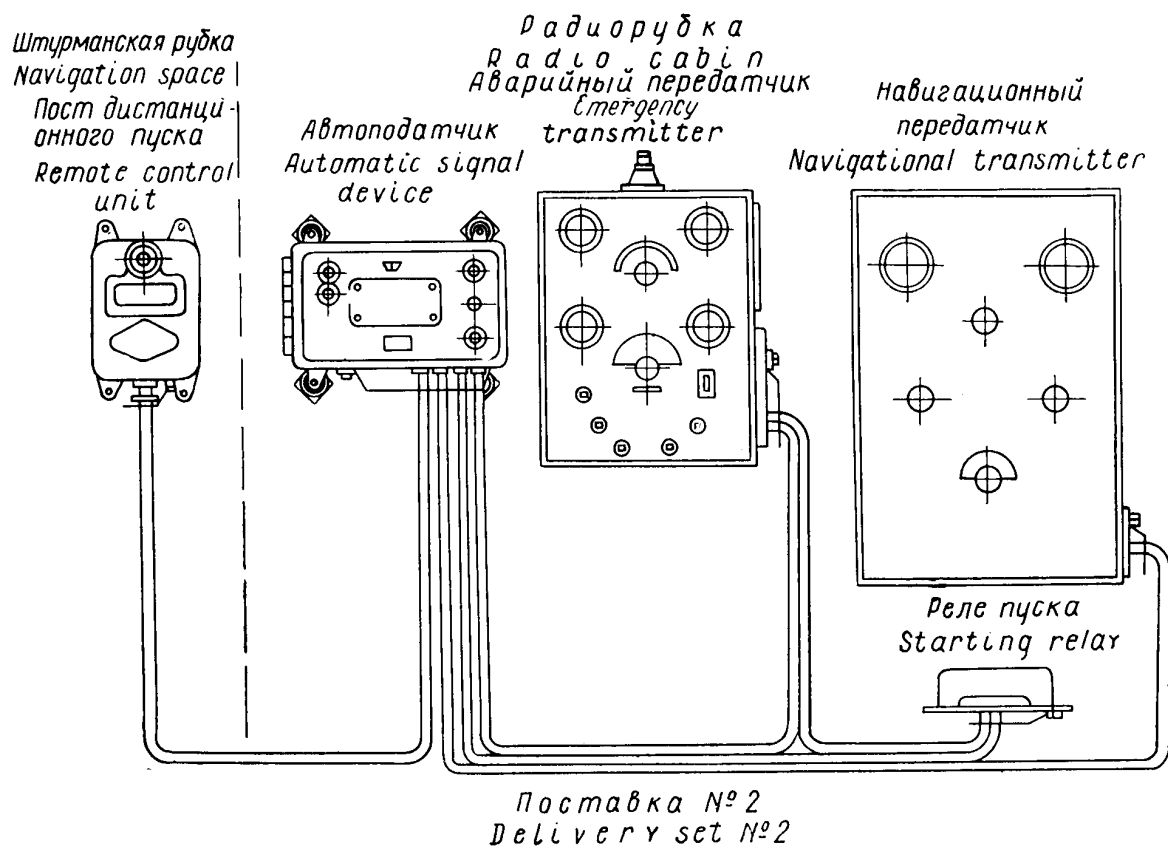 Штурманская рубка
Navigation space
Пост дистанци-
онного пуска
Remote control
unit
Автоподатчик
Automatic signal
device
Радиорубка
Radio cabin
Аварийный передатчик
Emergency
transmitter
Навигационный
передатчик
Navigational transmitter
Реле пуска
Starting relay
Поставка №2
Delivery set №2